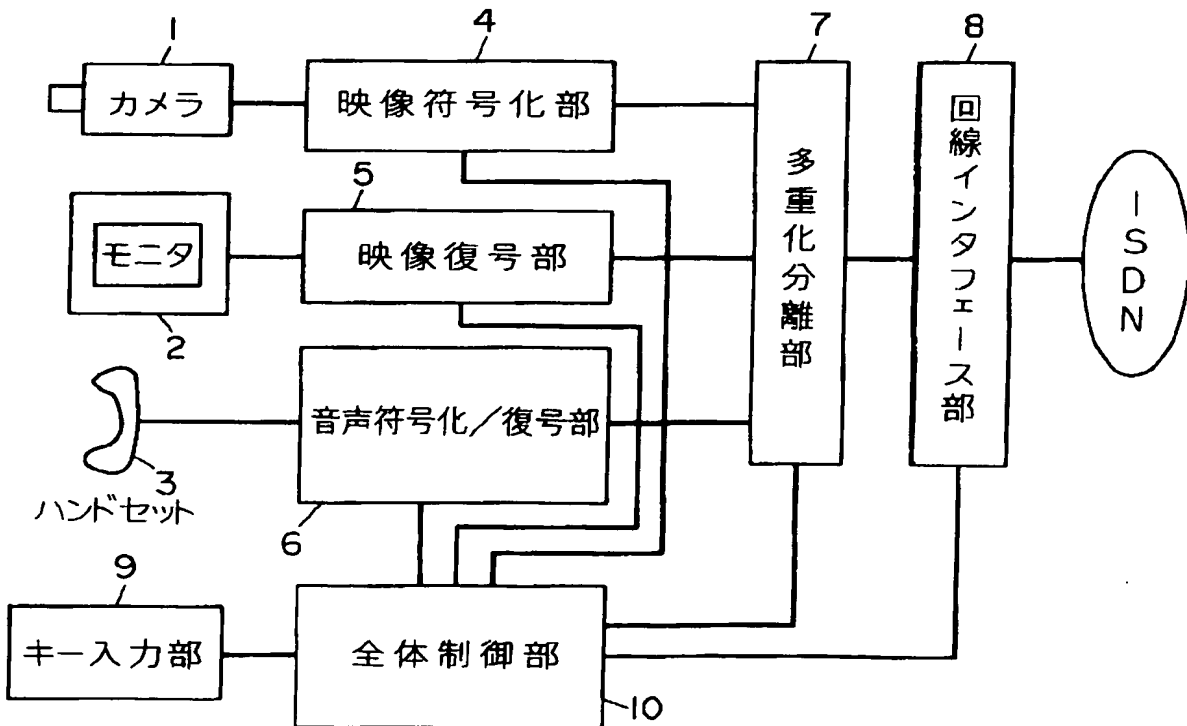 1
カメラ
4
映像符号化部
7
多重化分離部
8
回線インタフェース部
ISDN
モニタ
2
5
映像復号部
3
ハンドセット
音声符号化/復号部
6
9
キー入力部
全体制御部
10